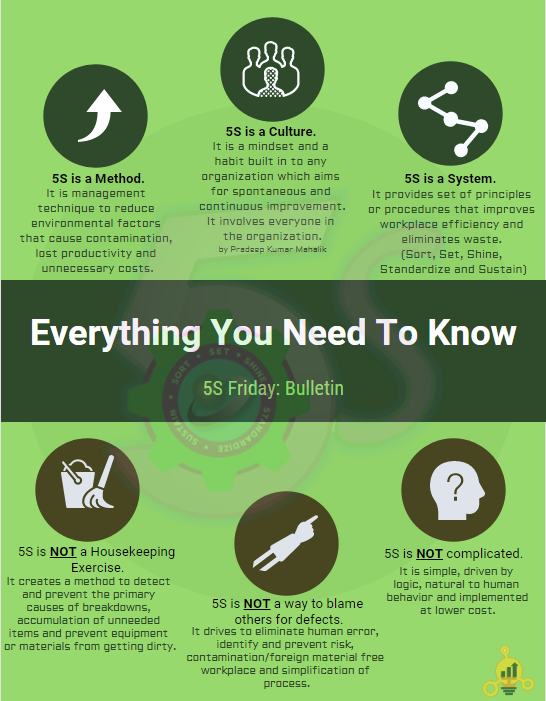 5S is a Method.
It is management
technique to reduce
environmental factors
that cause contamination,
lost productivity and
unnecessary costs.
5S is a Culture.
It is a mindset and a
habit built in to any
organization which aims
for spontaneous and
continuous improvement.
It involves everyone in
the organization.
by Pradeep Kumar Mahalik
5S is a System.
It provides set of principles
or procedures that improves
workplace efficiency and
eliminates waste.
(Sort, Set, Shine,
Standardize and Sustain)
Everything You Need To Know
5S Friday: Bulletin
5S
SORT • SET • SHINE • STANDARDIZE • SUSTAIN
5S is NOT a Housekeeping
Exercise.
It creates a method to detect
and prevent the primary
causes of breakdowns,
accumulation of unneeded
items and prevent equipment
or materials from getting dirty.
5S is NOT a way to blame
others for defects.
It drives to eliminate human error,
identify and prevent risk,
contamination/foreign material free
workplace and simplification of
process.
?
5S is NOT complicated.
It is simple, driven by
logic, natural to human
behavior and implemented
at lower cost.